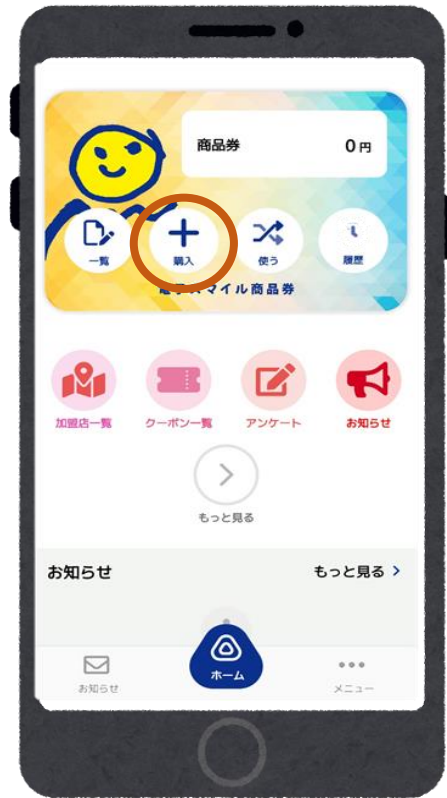 商品券 0 円
一覧 購入 使う 履歴
電子スマイル商品券
加盟店一覧 クーポン一覧 アンケート お知らせ
もっと見る
お知らせ もっと見る
お知らせ ホーム メニュー